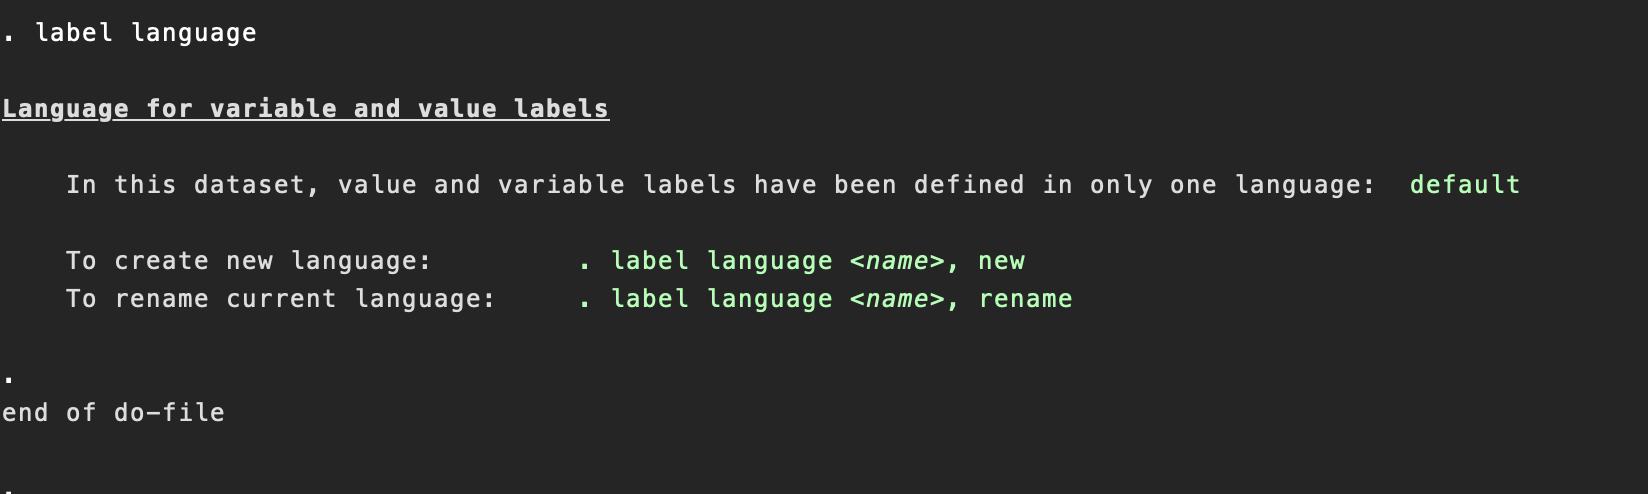 . label language
Language for variable and value labels
In this dataset, value and variable labels have been defined in only one language:  default
To create new language:         . label language <name>, new
To rename current language:     . label language <name>, rename
.
end of do-file
.